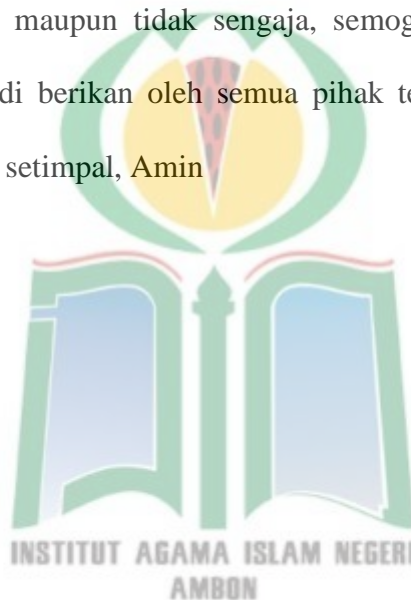 maupun tidak sengaja, semog
di berikan oleh semua pihak te
setimpal, Amin
INSTITUT AGAMA ISLAM NEGERI
AMBON